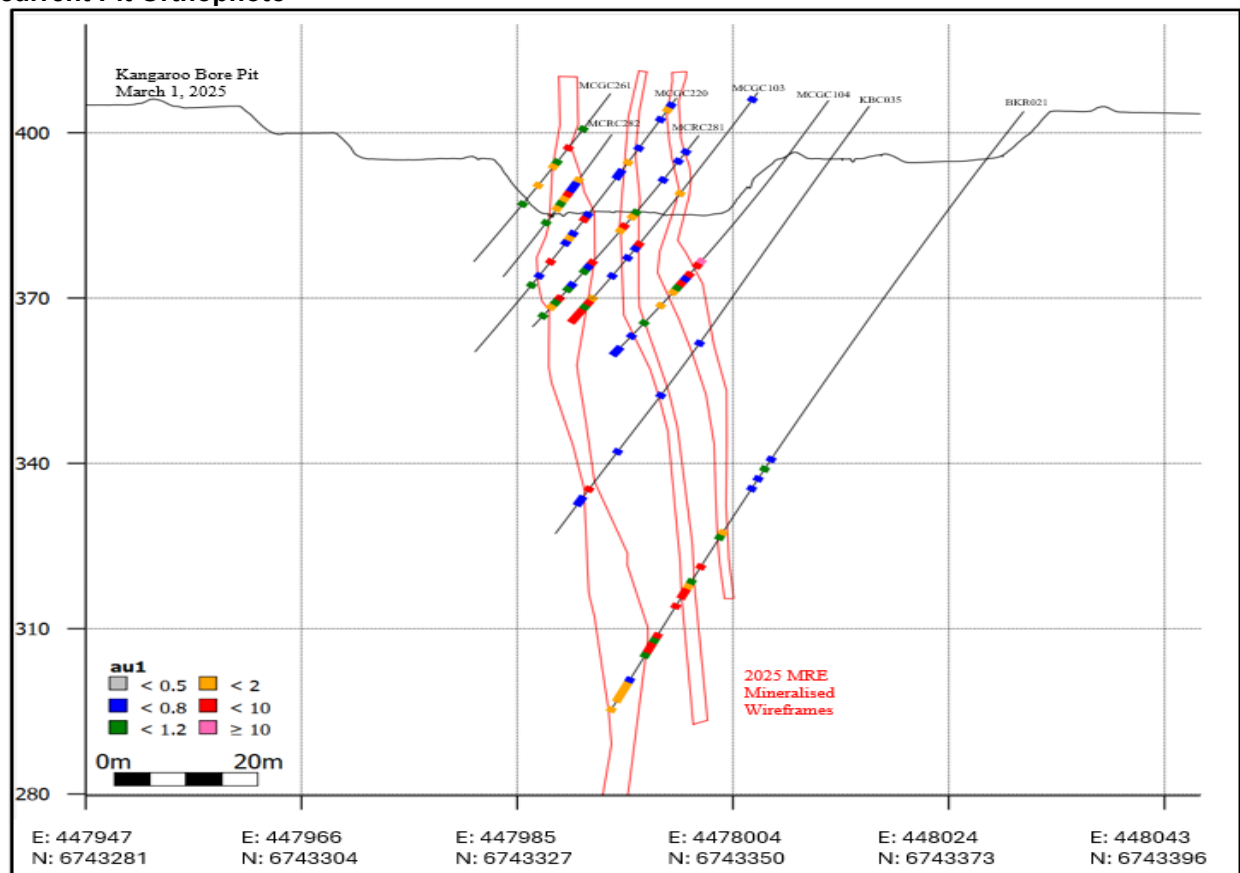 Current Pit Orthophoto
Kangaroo Bore Pit
March 1, 2025
MCGC261
MCGC220
MCGC103
MCGC104
KBC035
BKR021
MCRC282
MCRC281
400
370
340
310
280
au1
< 0.5
< 2
< 0.8
< 10
< 1.2
≥ 10
0m
20m
2025 MRE
Mineralised
Wireframes
E: 447947
N: 6743281
E: 447966
N: 6743304
E: 447985
N: 6743327
E: 4478004
N: 6743350
E: 448024
N: 6743373
E: 448043
N: 6743396